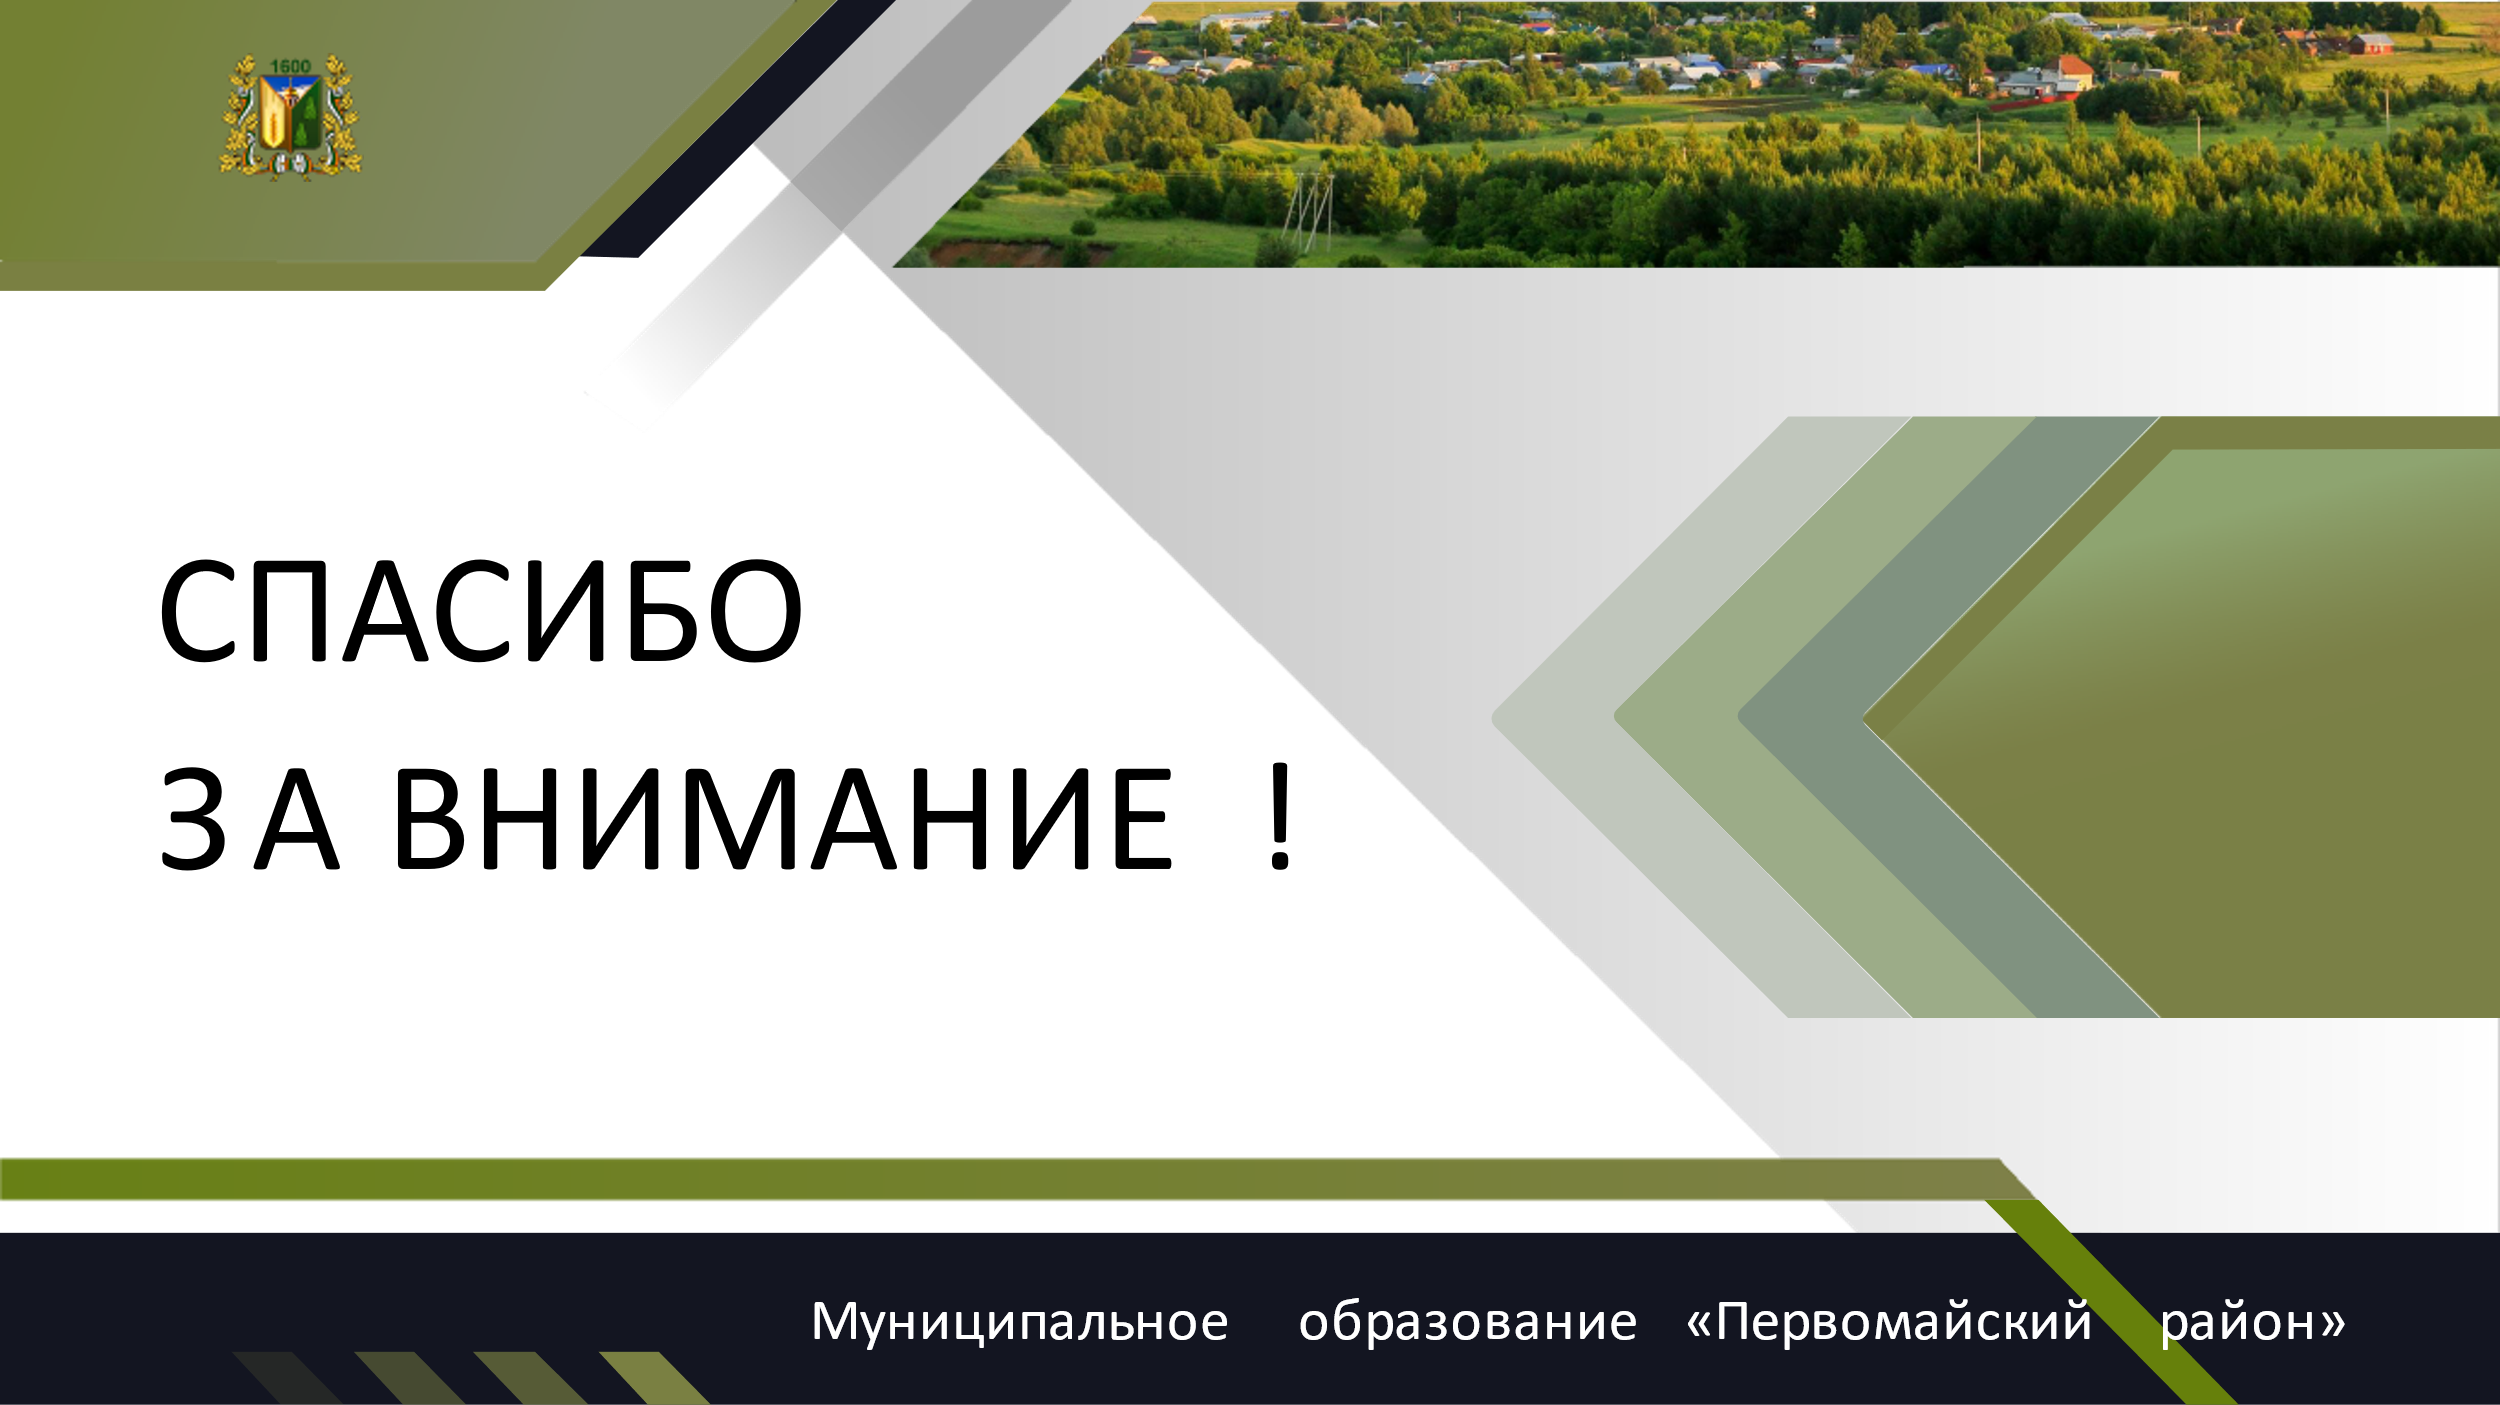 1600
СПАСИБО
ЗА ВНИМАНИЕ !
Муниципальное образование «Первомайский район»